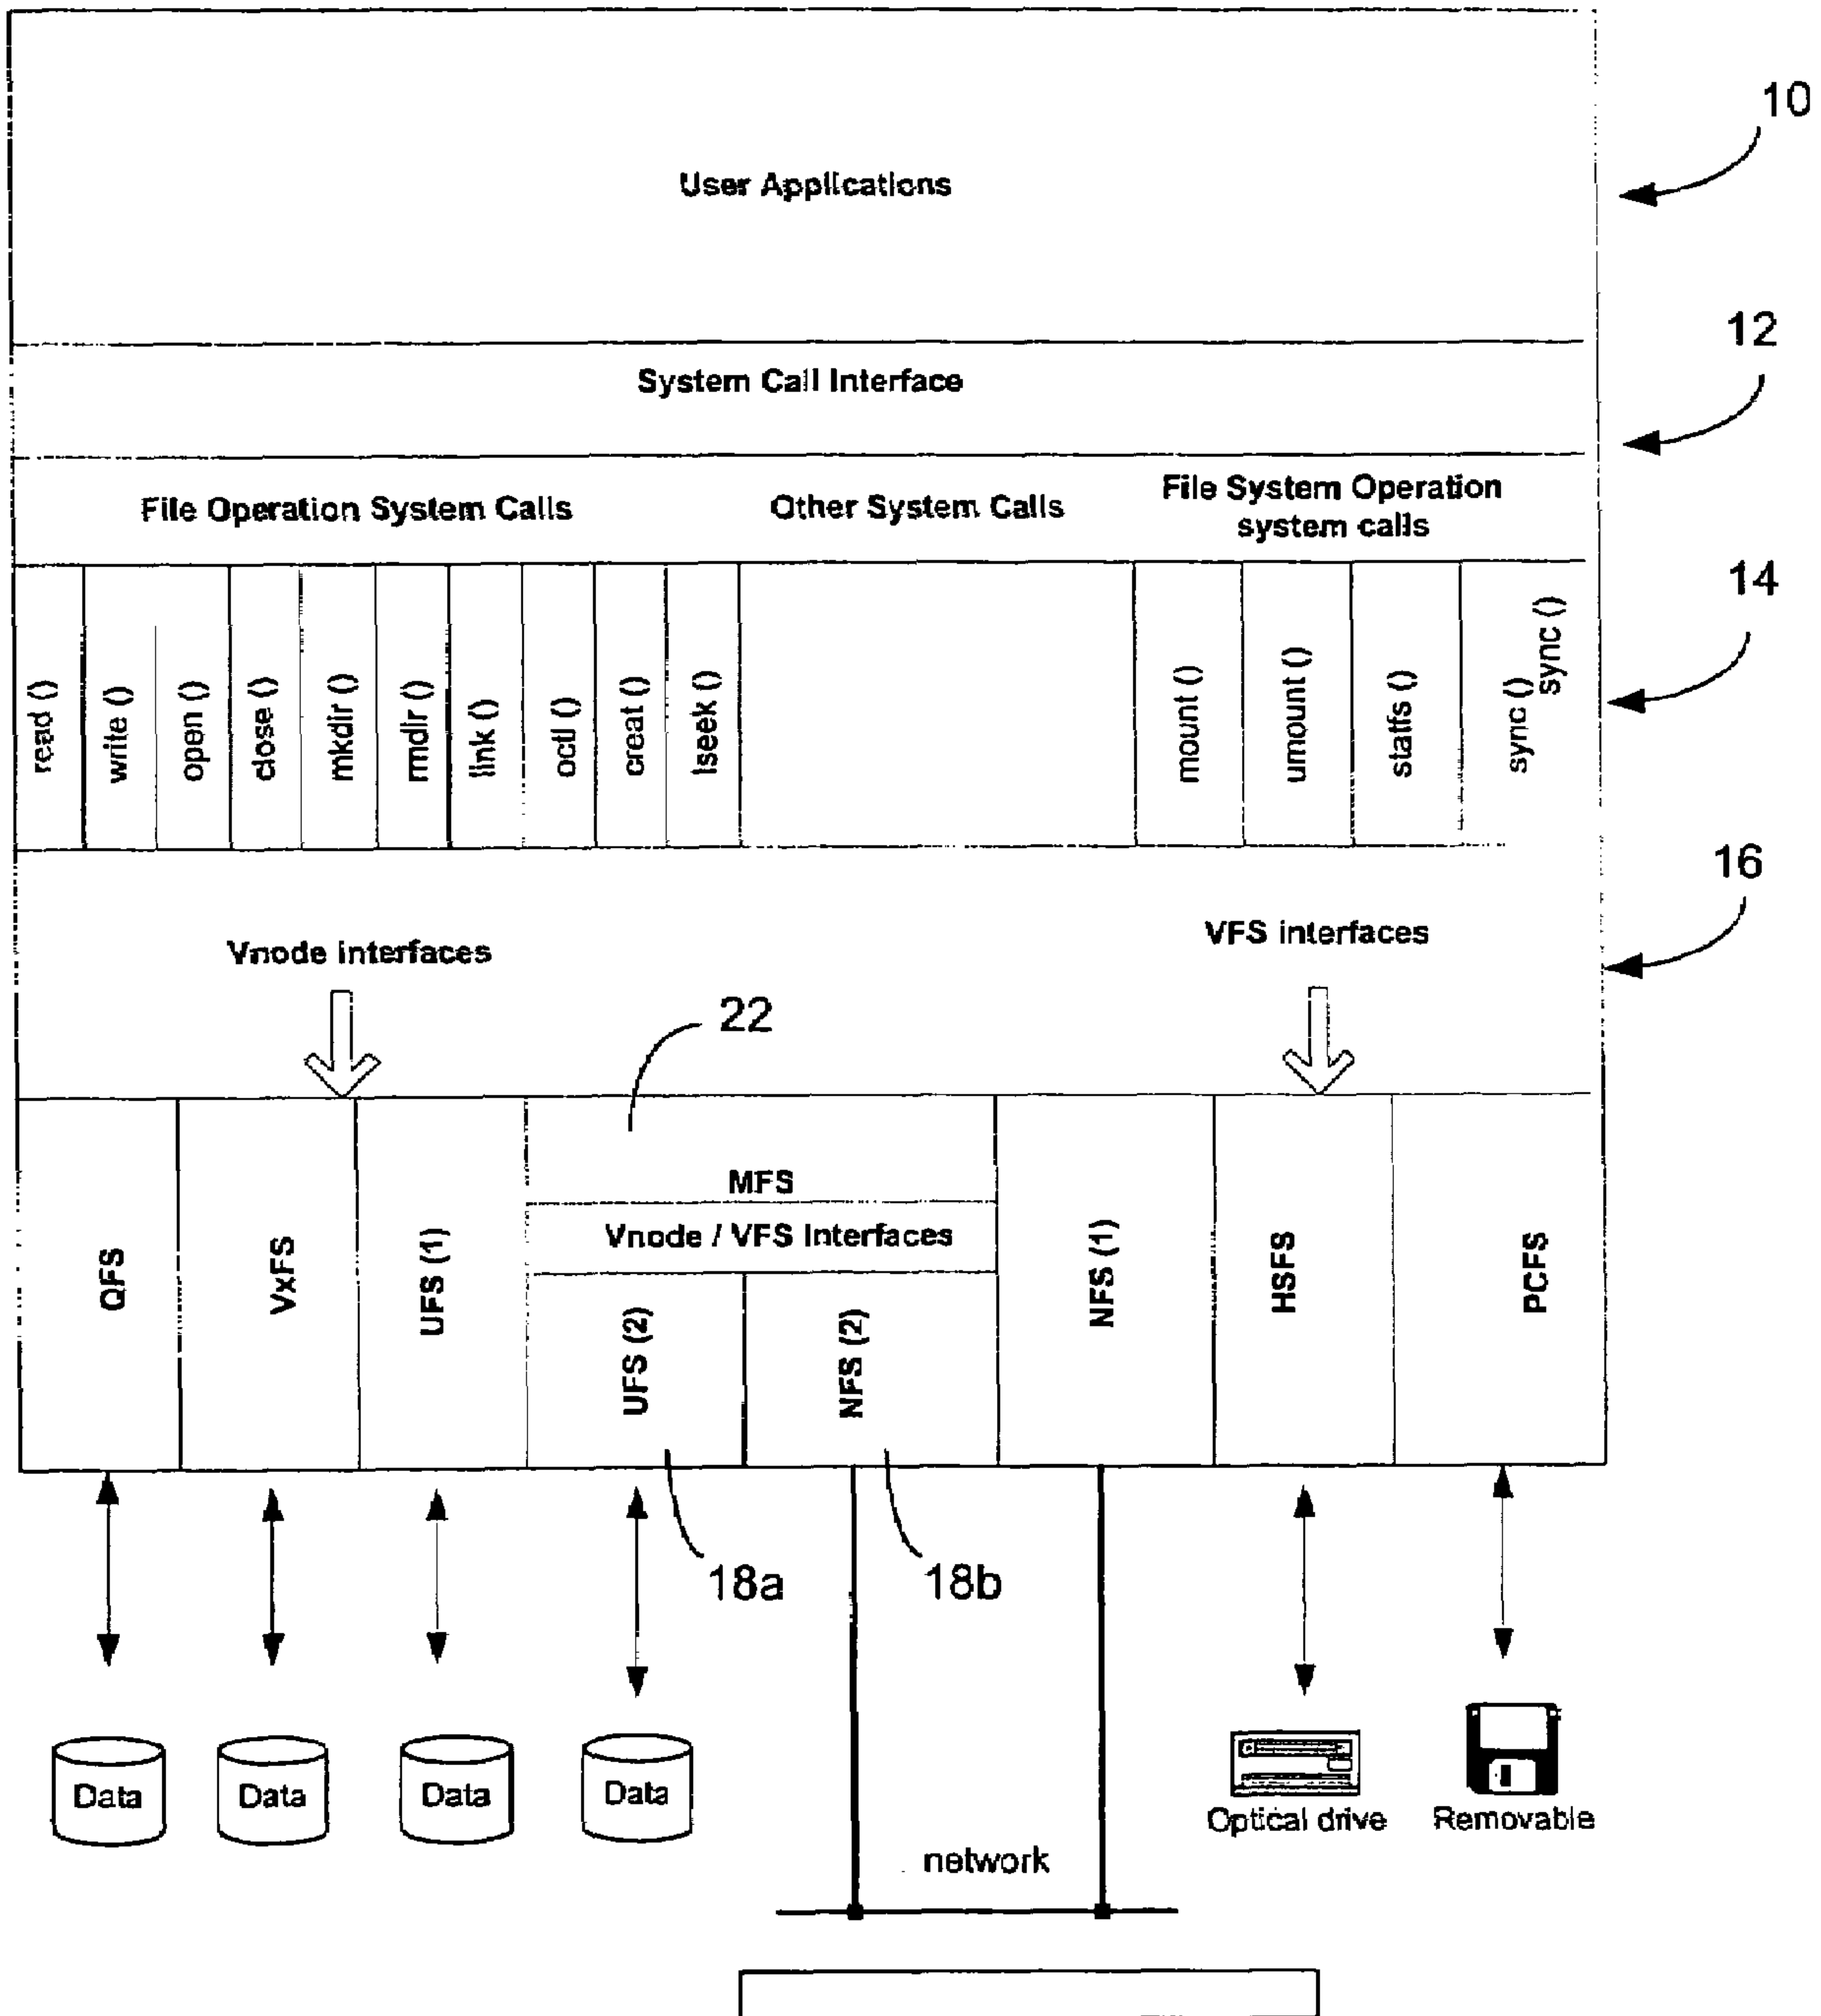 User Applications
10
System Call Interface
12
File Operation System Calls
Other System Calls
File System Operation
system calls
14
read ()
write ()
open ()
close ()
mkdir ()
rmdir ()
link ()
octl ()
creat ()
lseek ()
mount ()
umount ()
statfs ()
sync ()
sync ()
16
Vnode interfaces
VFS interfaces
22
QFS
VxFS
UFS (1)
MFS
Vnode / VFS Interfaces
UFS (2)
NFS (2)
NFS (1)
HSFS
PCFS
18a
18b
Data
Data
Data
Data
Optical drive
Removable
network